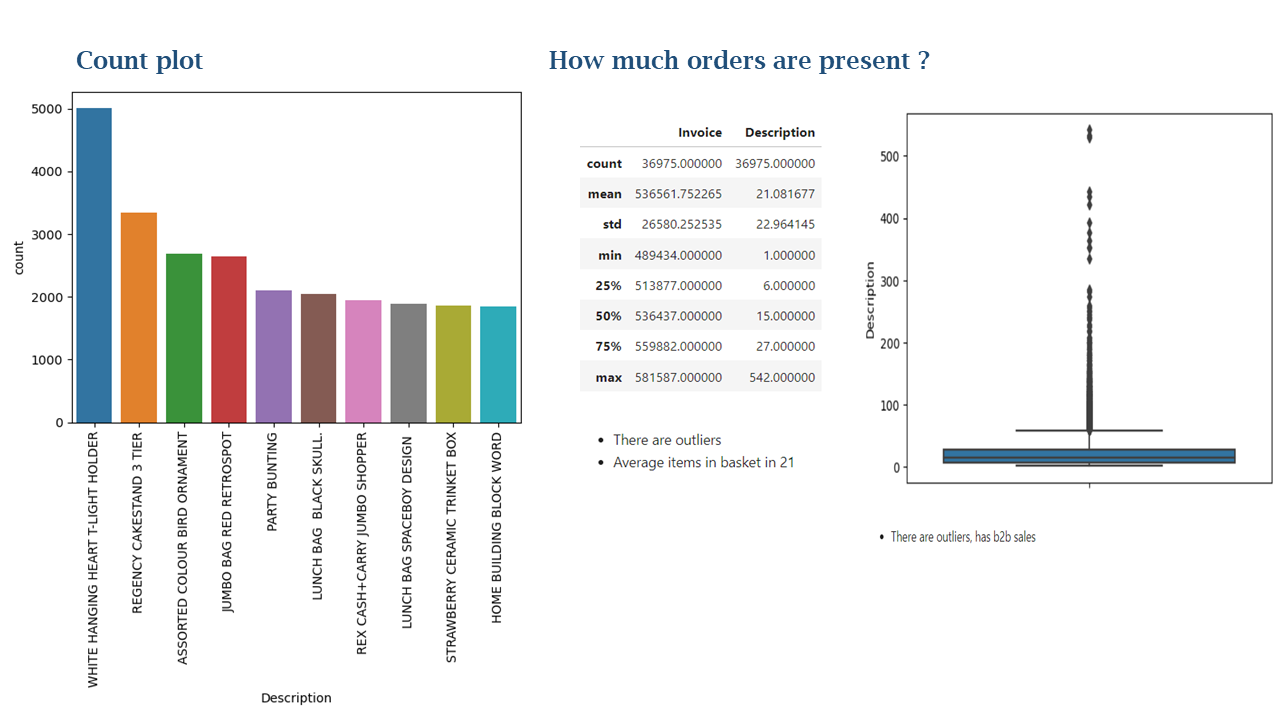 Count plot
How much orders are present ?
count
5000
4000
3000
2000
1000
0
WHITE HANGING HEART T-LIGHT HOLDER
REGENCY CAKESTAND 3 TIER
ASSORTED COLOUR BIRD ORNAMENT
JUMBO BAG RED RETROSPOT
PARTY BUNTING
LUNCH BAG  BLACK SKULL.
REX CASH+CARRY JUMBO SHOPPER
LUNCH BAG SPACEBOY DESIGN
STRAWBERRY CERAMIC TRINKET BOX
HOME BUILDING BLOCK WORD
Description
Invoice Description
count 36975.000000 36975.000000
mean 536561.752265 21.081677
std 26580.252535 22.964145
min 489434.000000 1.000000
25% 513877.000000 6.000000
50% 536437.000000 15.000000
75% 559882.000000 27.000000
max 581587.000000 542.000000
• There are outliers
• Average items in basket in 21
Description
500
400
300
200
100
0
• There are outliers, has b2b sales